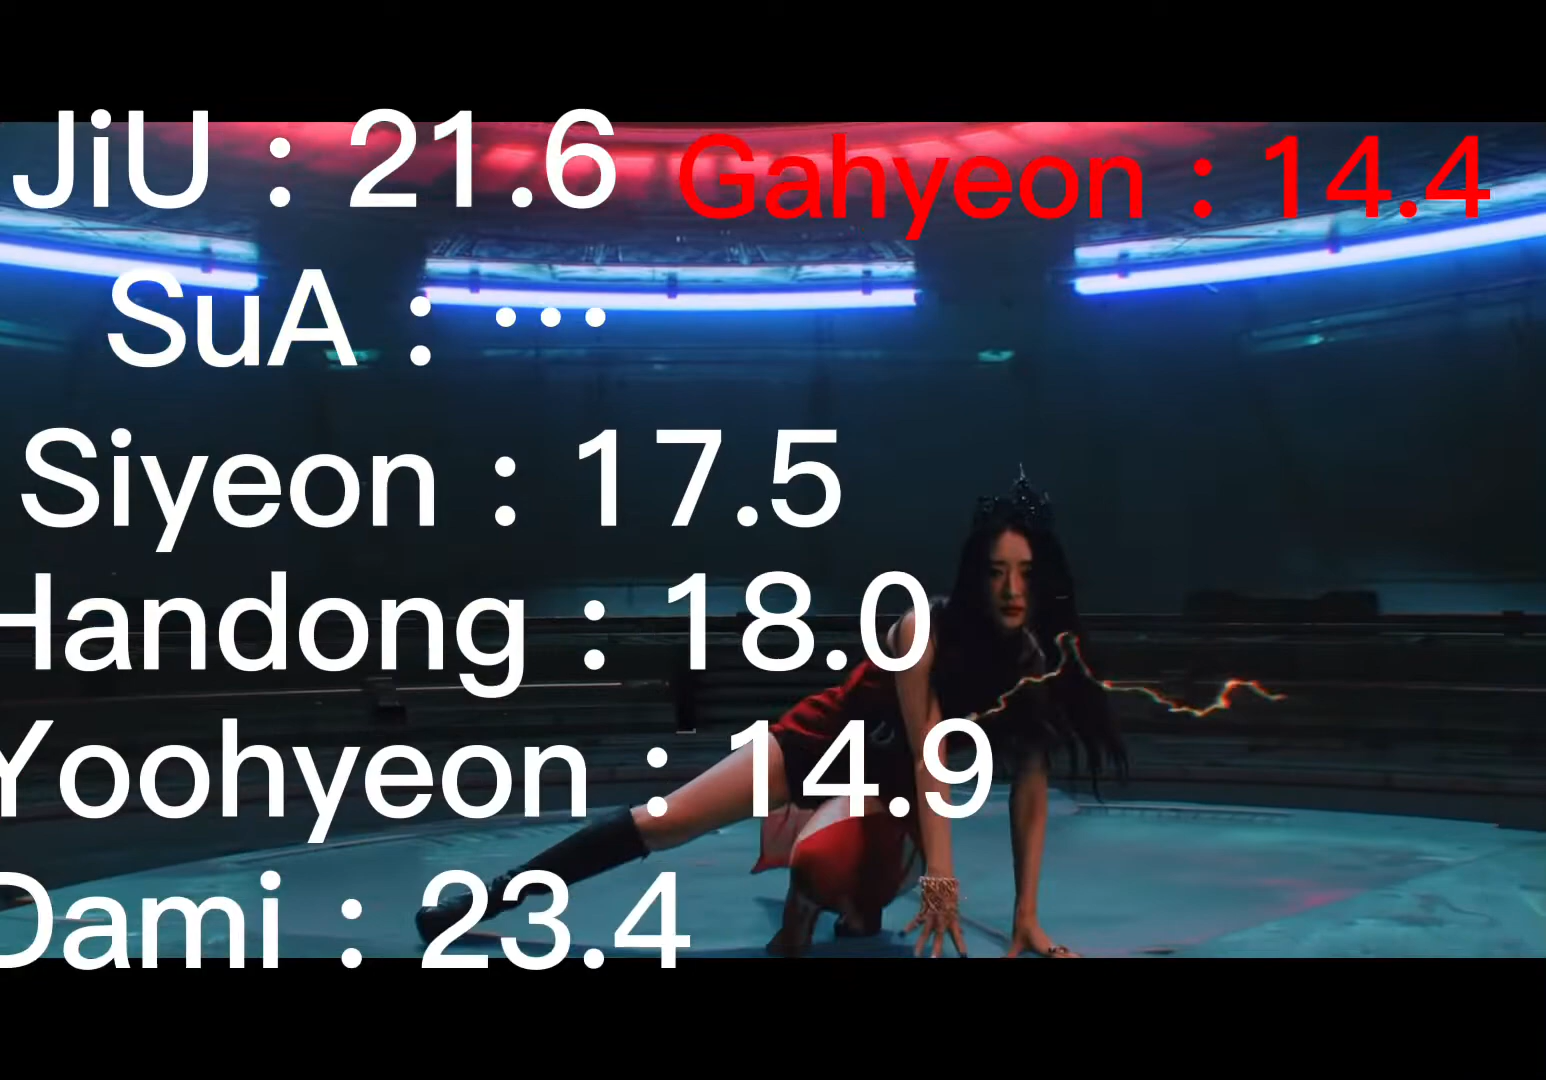 JiU : 21.6
Gahyeon : 14.4
SuA : ···
Siyeon : 17.5
Handong : 18.0
Yoohyeon : 14.9
Dami : 23.4